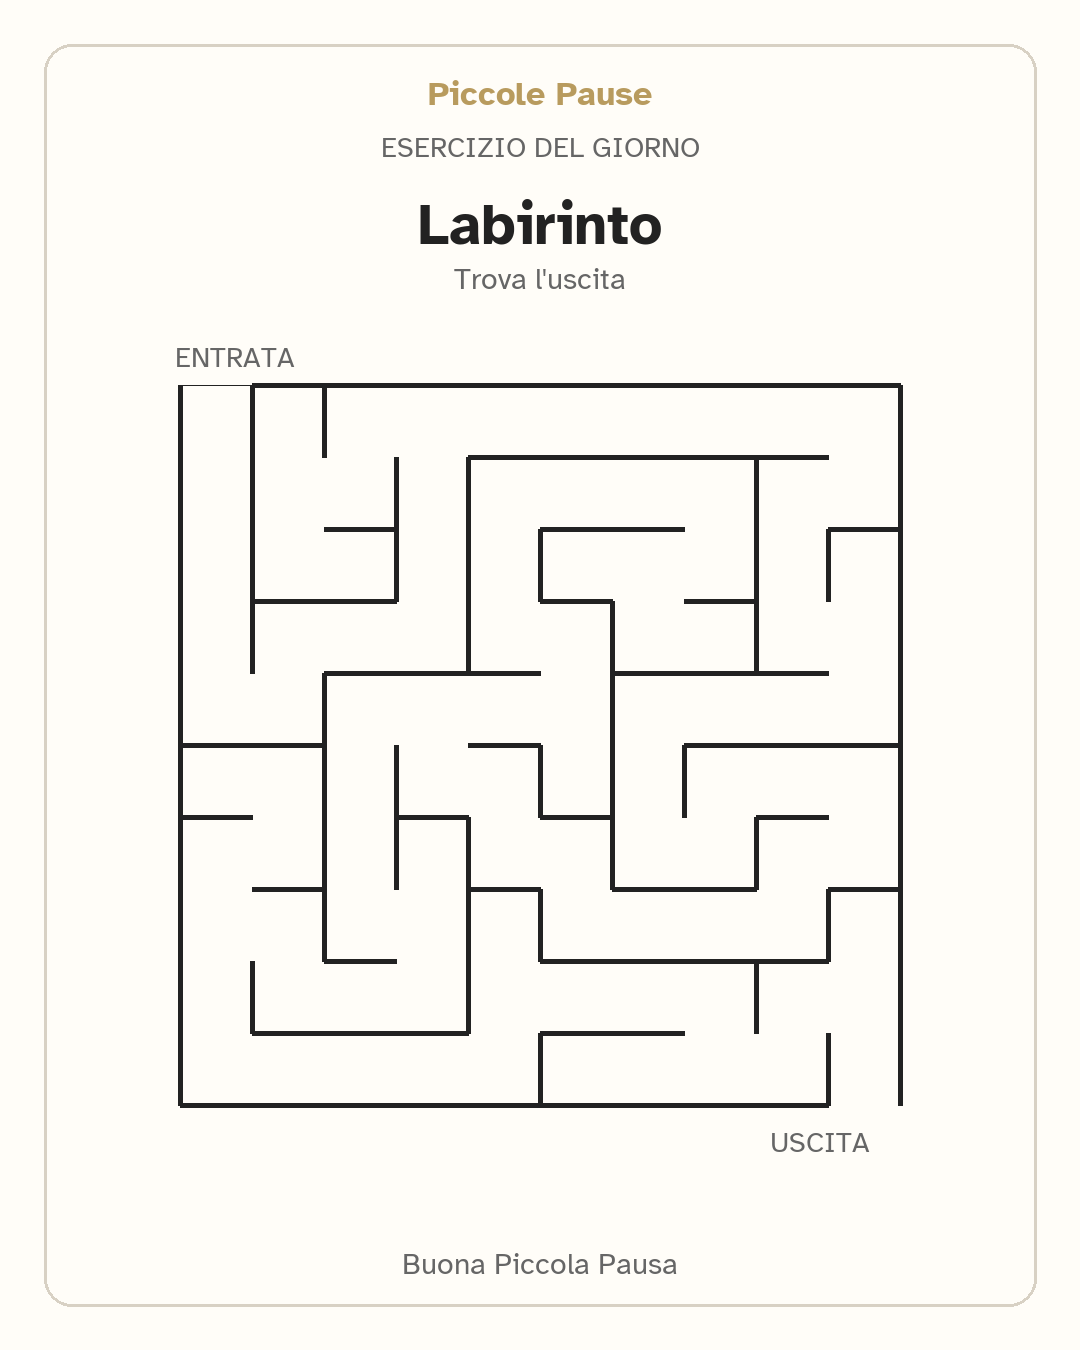 Piccole Pause
ESERCIZIO DEL GIORNO
Labirinto
Trova l'uscita
ENTRATA
USCITA
Buona Piccola Pausa